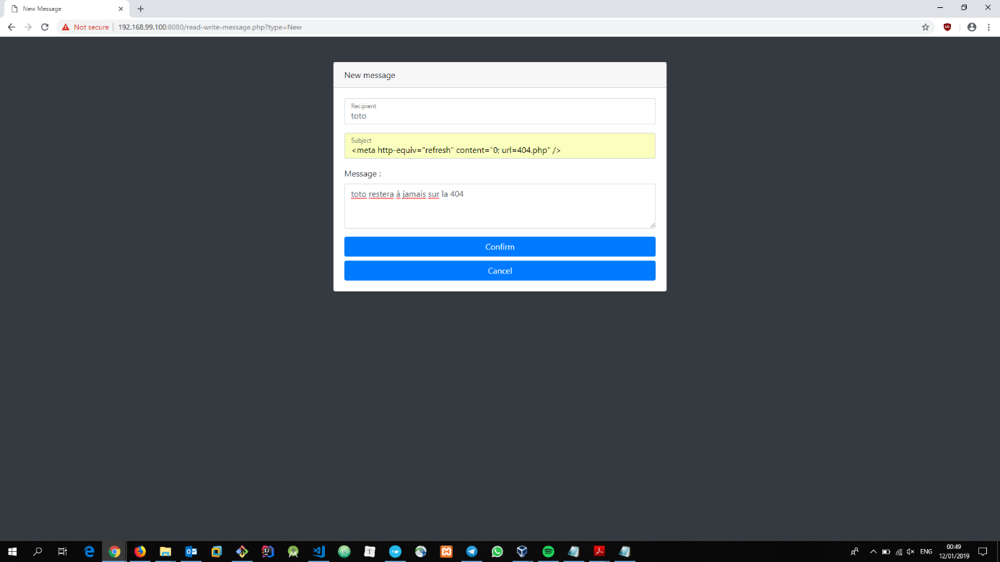 New Message
Not secure
192.168.99.100:8080/read-write-message.php?type=New
New message
Recipient
toto
Subject
<meta http-equiv="refresh" content="0; url=404.php" />
Message :
toto restera à jamais sur la 404
Confirm
Cancel
ENG
00:49
12/01/2019